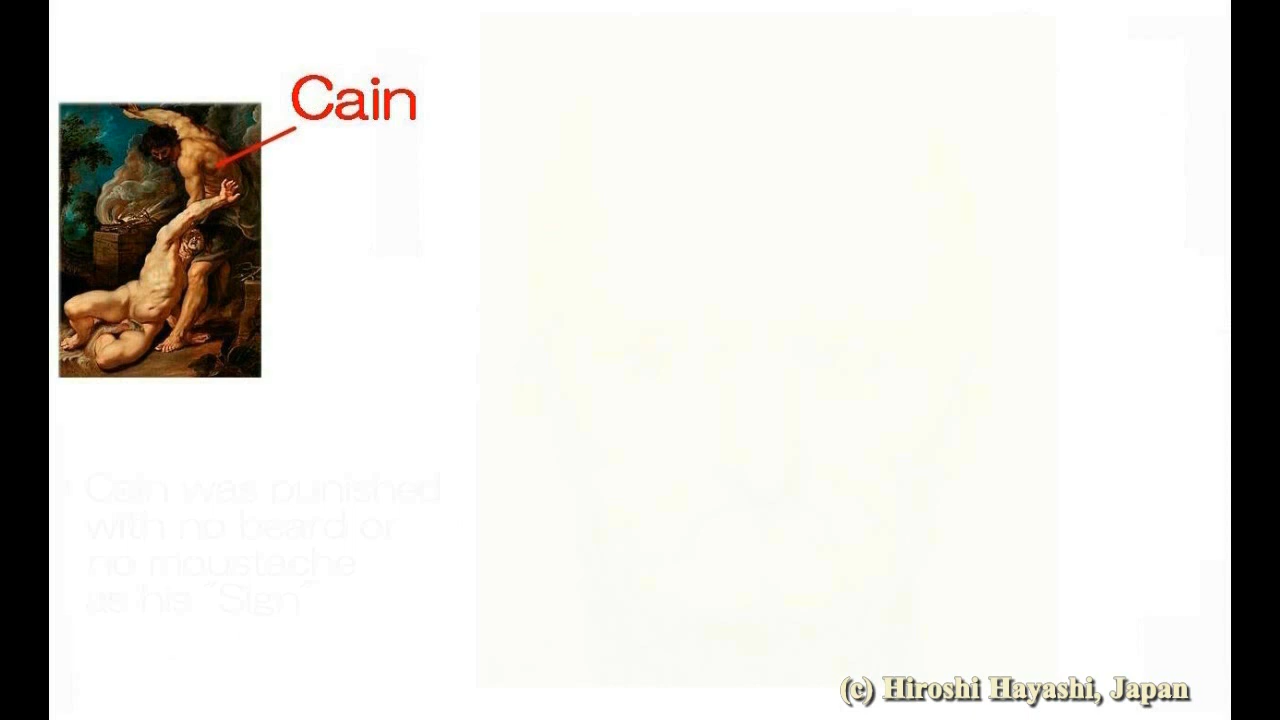 Cain
Cain was punished
with no beard or
no moustache
as his "Sign"
(c) Hiroshi Hayashi, Japan